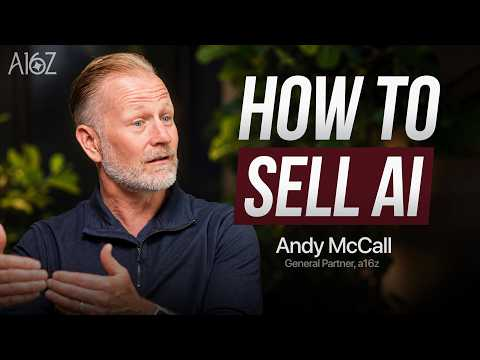 A16Z
HOW TO
SELL AI
Andy McCall
General Partner, a16z